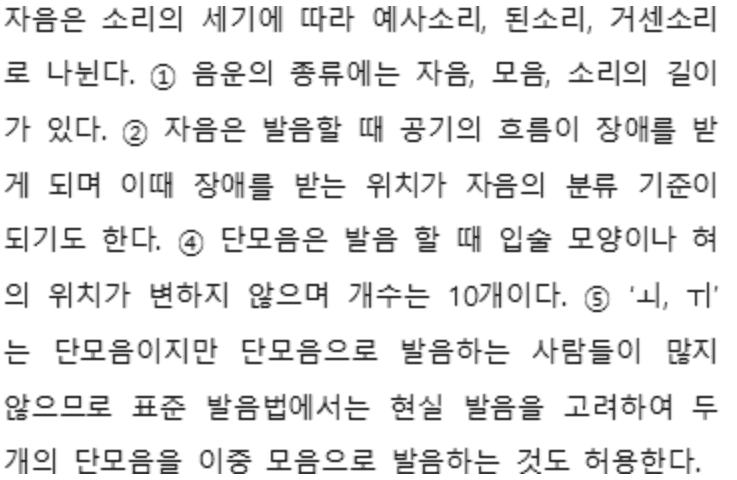 자음은 소리의 세기에 따라 예사소리, 된소리, 거센소리
로 나뉜다. ① 음운의 종류에는 자음, 모음, 소리의 길이
가 있다. ② 자음은 발음할 때 공기의 흐름이 장애를 받
게 되며 이때 장애를 받는 위치가 자음의 분류 기준이
되기도 한다. ④ 단모음은 발음 할 때 입술 모양이나 혀
의 위치가 변하지 않으며 개수는 10개이다. ⑤ ‘ㅚ, ㅟ’
는 단모음이지만 단모음으로 발음하는 사람들이 많지
않으므로 표준 발음법에서는 현실 발음을 고려하여 두
개의 단모음을 이중 모음으로 발음하는 것도 허용한다.